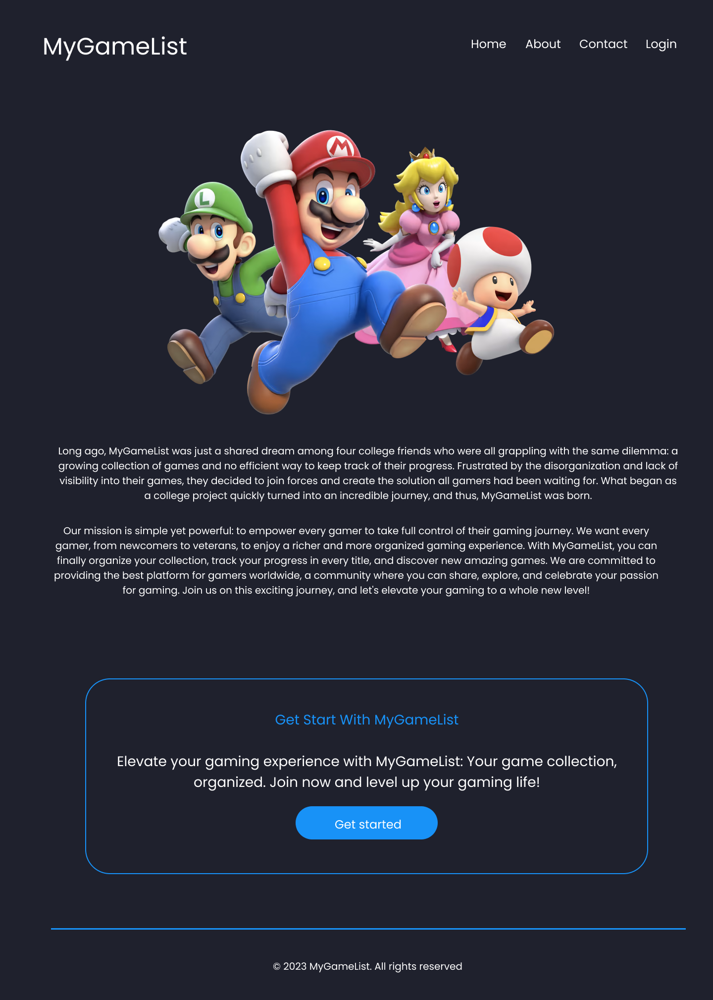 MyGameList
Home About Contact Login
M
L
Long ago, MyGameList was just a shared dream among four college friends who were all grappling with the same dilemma: a
growing collection of games and no efficient way to keep track of their progress. Frustrated by the disorganization and lack of
visibility into their games, they decided to join forces and create the solution all gamers had been waiting for. What began as
a college project quickly turned into an incredible journey, and thus, MyGameList was born.
Our mission is simple yet powerful: to empower every gamer to take full control of their gaming journey. We want every
gamer, from newcomers to veterans, to enjoy a richer and more organized gaming experience. With MyGameList, you can
finally organize your collection, track your progress in every title, and discover new amazing games. We are committed to
providing the best platform for gamers worldwide, a community where you can share, explore, and celebrate your passion
for gaming. Join us on this exciting journey, and let's elevate your gaming to a whole new level!
Get Start With MyGameList
Elevate your gaming experience with MyGameList: Your game collection,
organized. Join now and level up your gaming life!
Get started
© 2023 MyGameList. All rights reserved